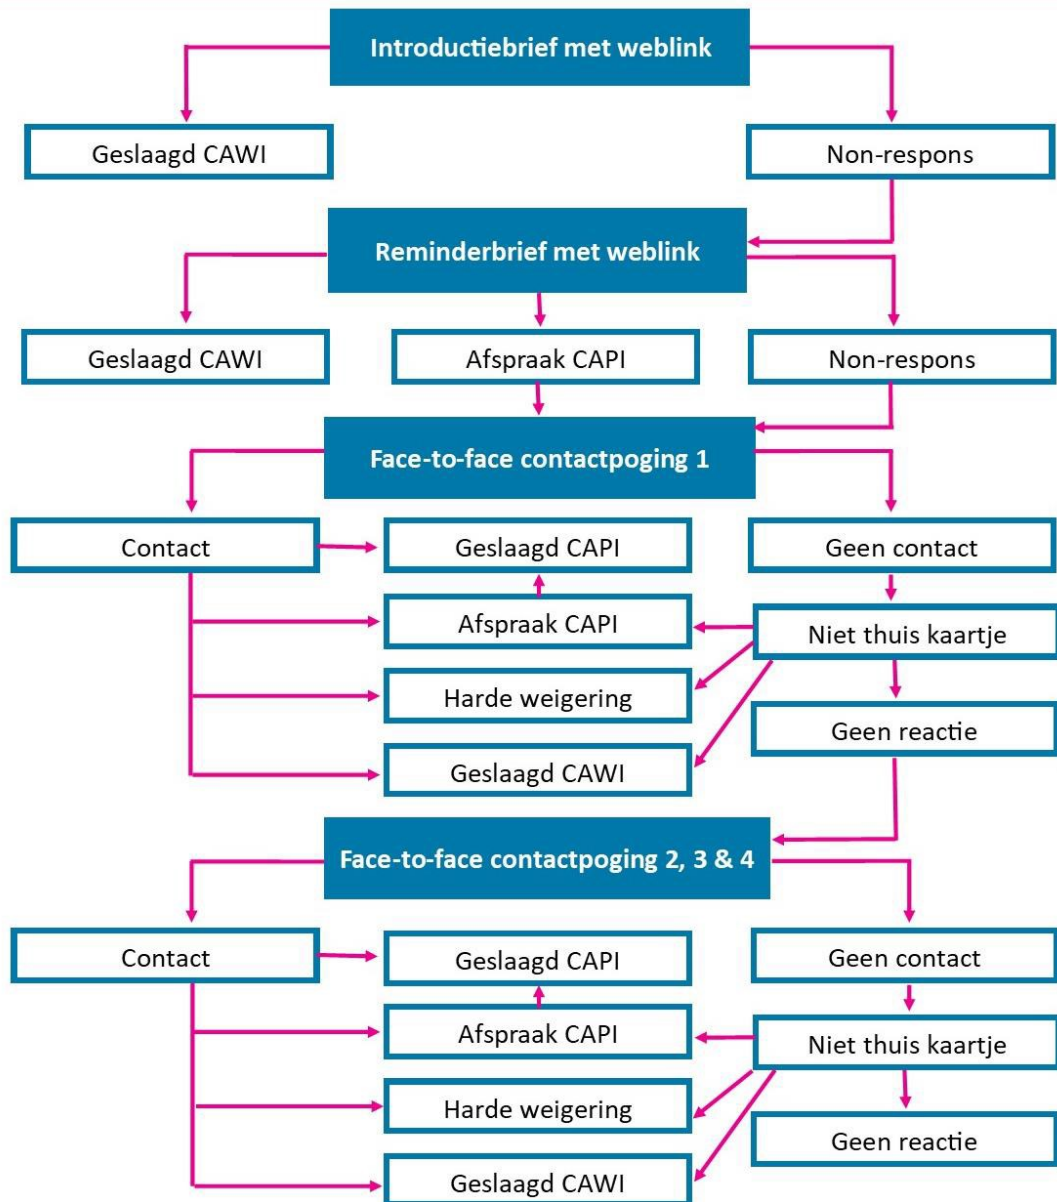 Introductiebrief met weblink
Geslaagd CAWI
Non-respons
Reminderbrief met weblink
Geslaagd CAWI
Afspraak CAPI
Non-respons
Face-to-face contactpoging 1
Contact
Geslaagd CAPI
Geen contact
Afspraak CAPI
Niet thuis kaartje
Harde weigering
Geen reactie
Geslaagd CAWI
Face-to-face contactpoging 2, 3 & 4
Contact
Geslaagd CAPI
Geen contact
Afspraak CAPI
Niet thuis kaartje
Harde weigering
Geen reactie
Geslaagd CAWI